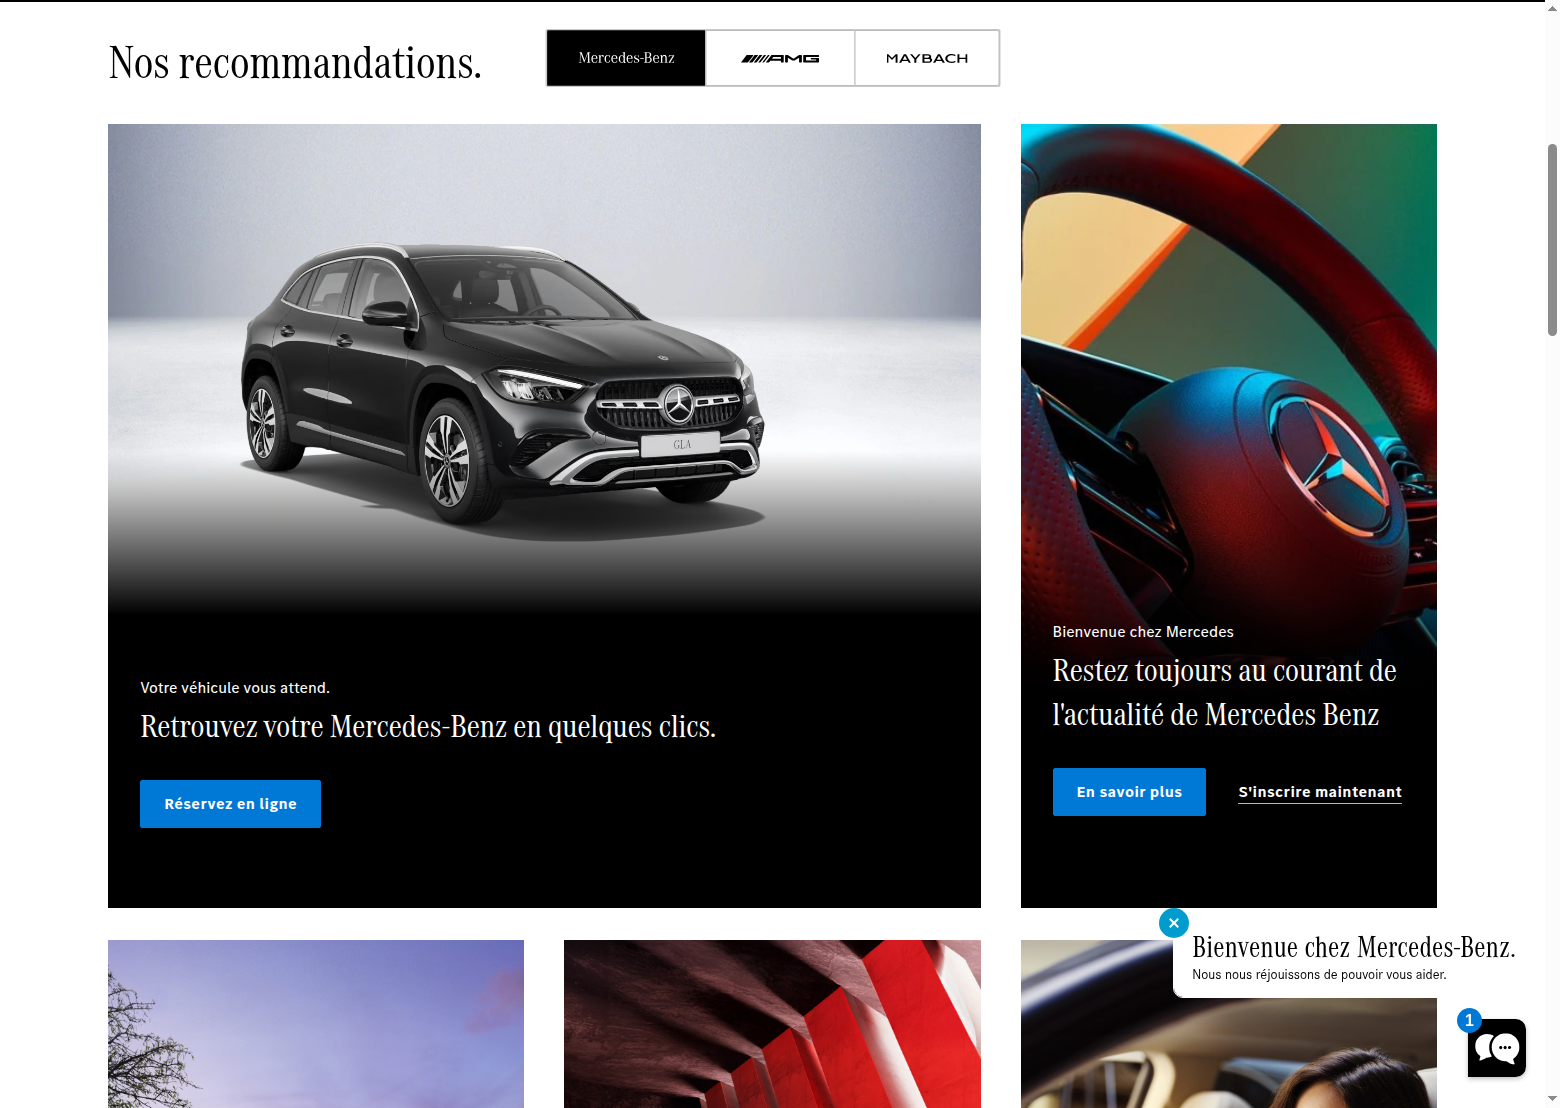 Nos recommandations.
Mercedes-Benz
AMG
MAYBACH
GLA
Votre véhicule vous attend.
Retrouvez votre Mercedes-Benz en quelques clics.
Réservez en ligne
Bienvenue chez Mercedes
Restez toujours au courant de
l'actualité de Mercedes Benz
En savoir plus
S'inscrire maintenant
Bienvenue chez Mercedes-Benz.
Nous nous réjouissons de pouvoir vous aider.
1